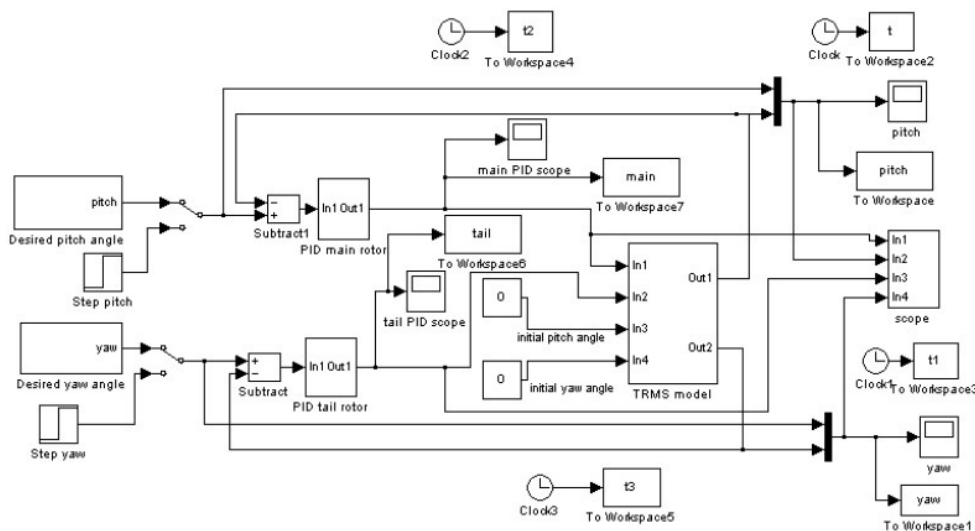 t2
Clock2
To Workspace4
t
Clock
To Workspace2
pitch
main PID scope
pitch
To Workspace
main
To Workspace7
pitch
Desired pitch angle
−
+
Subtract1
In1 Out1
PID main rotor
tail
To Workspace6
Step pitch
tail PID scope
0
initial pitch angle
In1
In2
In3
In4
Out1
Out2
TRMS model
In1
In2
In3
In4
scope
yaw
Desired yaw angle
+
−
Subtract
In1 Out1
PID tail rotor
0
initial yaw angle
Clock1
t1
To Workspace3
Step yaw
yaw
Clock3
t3
To Workspace5
yaw
To Workspace1